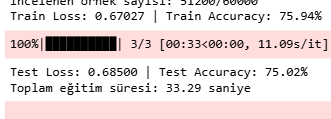 İncelenen örnek sayısı: 51200/60000
Train Loss: 0.67027 | Train Accuracy: 75.94%
100%|██████████| 3/3 [00:33<00:00, 11.09s/it]
Test Loss: 0.68500 | Test Accuracy: 75.02%
Toplam eğitim süresi: 33.29 saniye